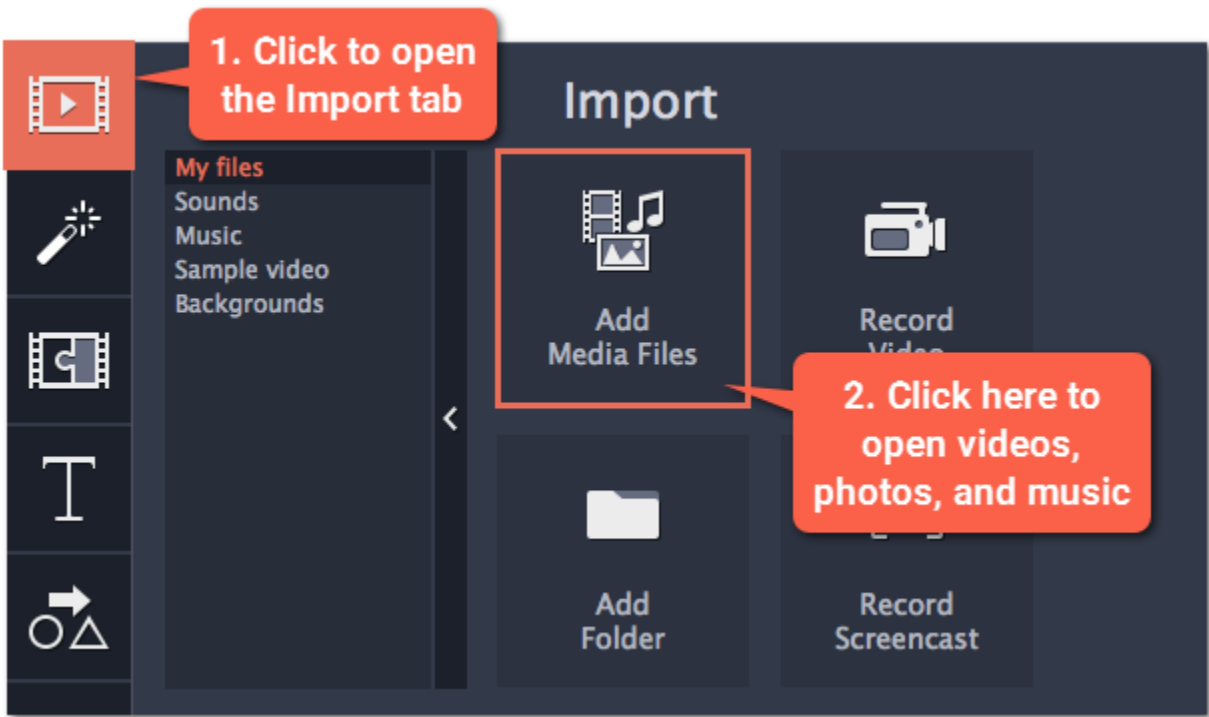 1. Click to open
the Import tab
Import
My files
Sounds
Music
Sample video
Backgrounds
Add
Media Files
Record
Video
2. Click here to
open videos,
photos, and music
Add
Folder
Record
Screencast